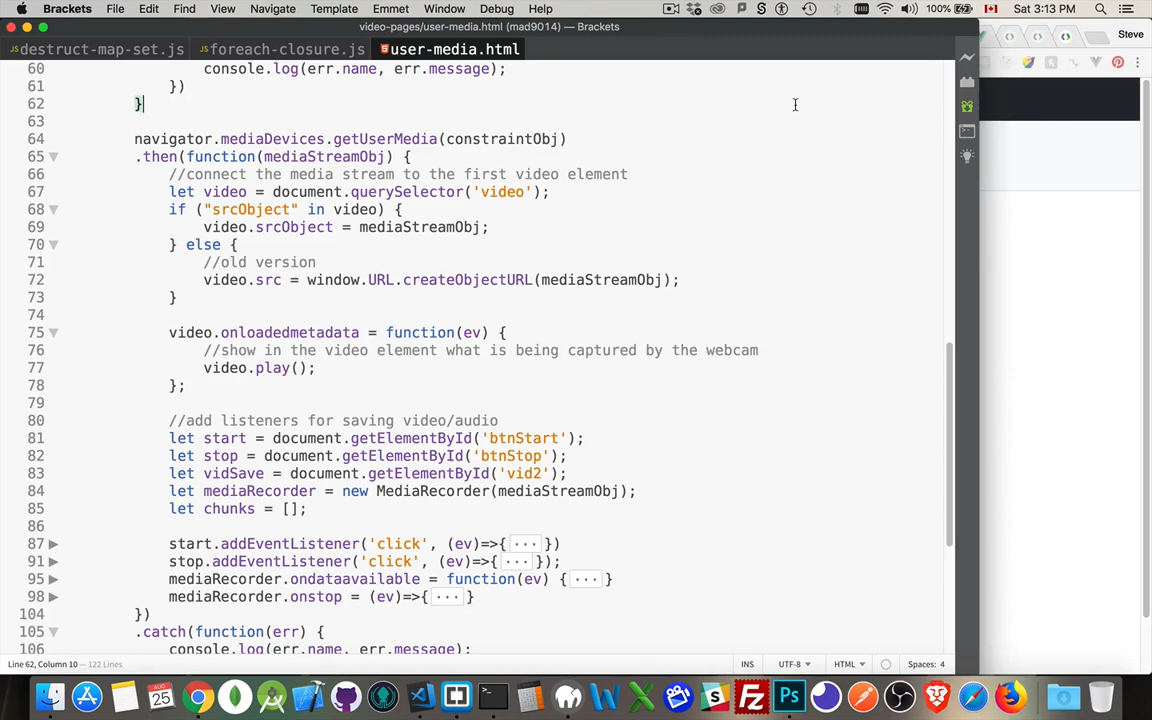 Brackets File Edit Find View Navigate Template Emmet Window Debug Help 100% Sat 3:13 PM
video-pages/user-media.html (mad9014) — Brackets
Steve
destruct-map-set.js foreach-closure.js user-media.html
60 console.log(err.name, err.message);
61 })
62 }
63
64 navigator.mediaDevices.getUserMedia(constraintObj)
65 .then(function(mediaStreamObj) {
66 //connect the media stream to the first video element
67 let video = document.querySelector('video');
68 if ("srcObject" in video) {
69 video.srcObject = mediaStreamObj;
70 } else {
71 //old version
72 video.src = window.URL.createObjectURL(mediaStreamObj);
73 }
74
75 video.onloadedmetadata = function(ev) {
76 //show in the video element what is being captured by the webcam
77 video.play();
78 };
79
80 //add listeners for saving video/audio
81 let start = document.getElementById('btnStart');
82 let stop = document.getElementById('btnStop');
83 let vidSave = document.getElementById('vid2');
84 let mediaRecorder = new MediaRecorder(mediaStreamObj);
85 let chunks = [];
86
87 start.addEventListener('click', (ev)=>{ ... })
91 stop.addEventListener('click', (ev)=>{ ... });
95 mediaRecorder.ondataavailable = function(ev) { ... }
98 mediaRecorder.onstop = (ev)=>{ ... }
104 })
105 .catch(function(err) {
106 console.log(err.name, err.message);
Line 62, Column 10 — 122 Lines INS UTF-8 HTML Spaces: 4